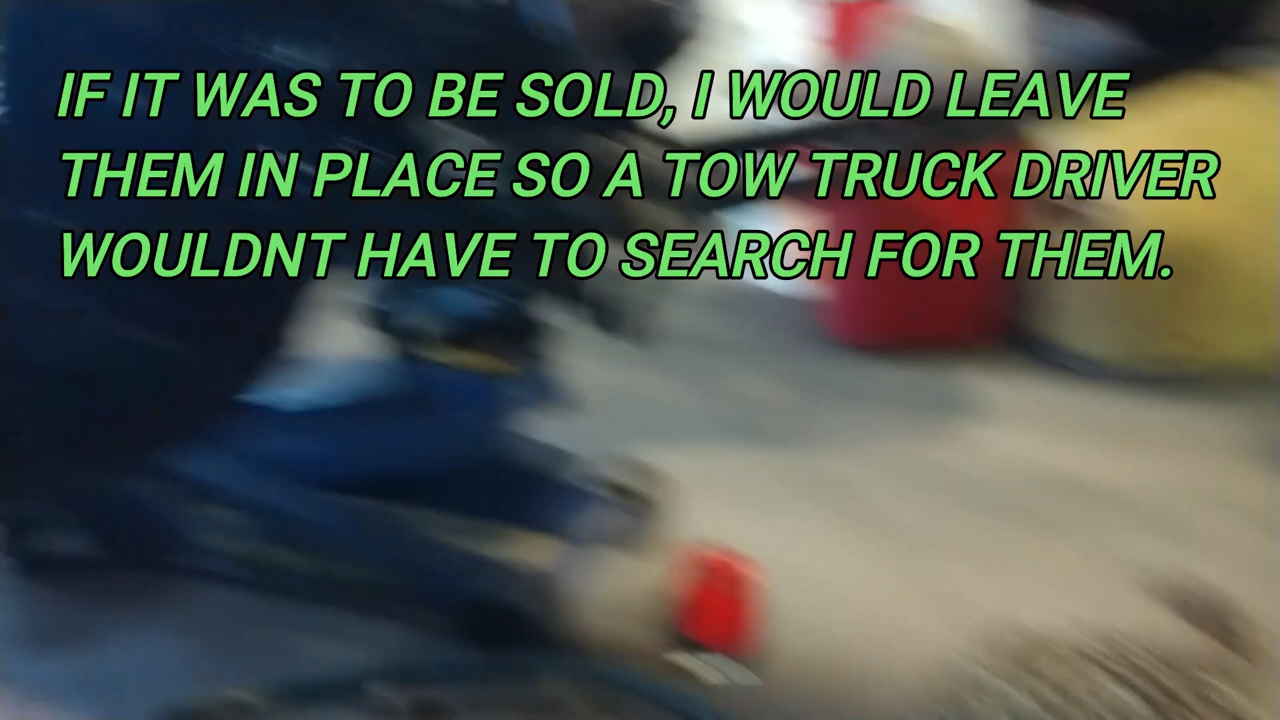 IF IT WAS TO BE SOLD, I WOULD LEAVE
THEM IN PLACE SO A TOW TRUCK DRIVER
WOULDNT HAVE TO SEARCH FOR THEM.